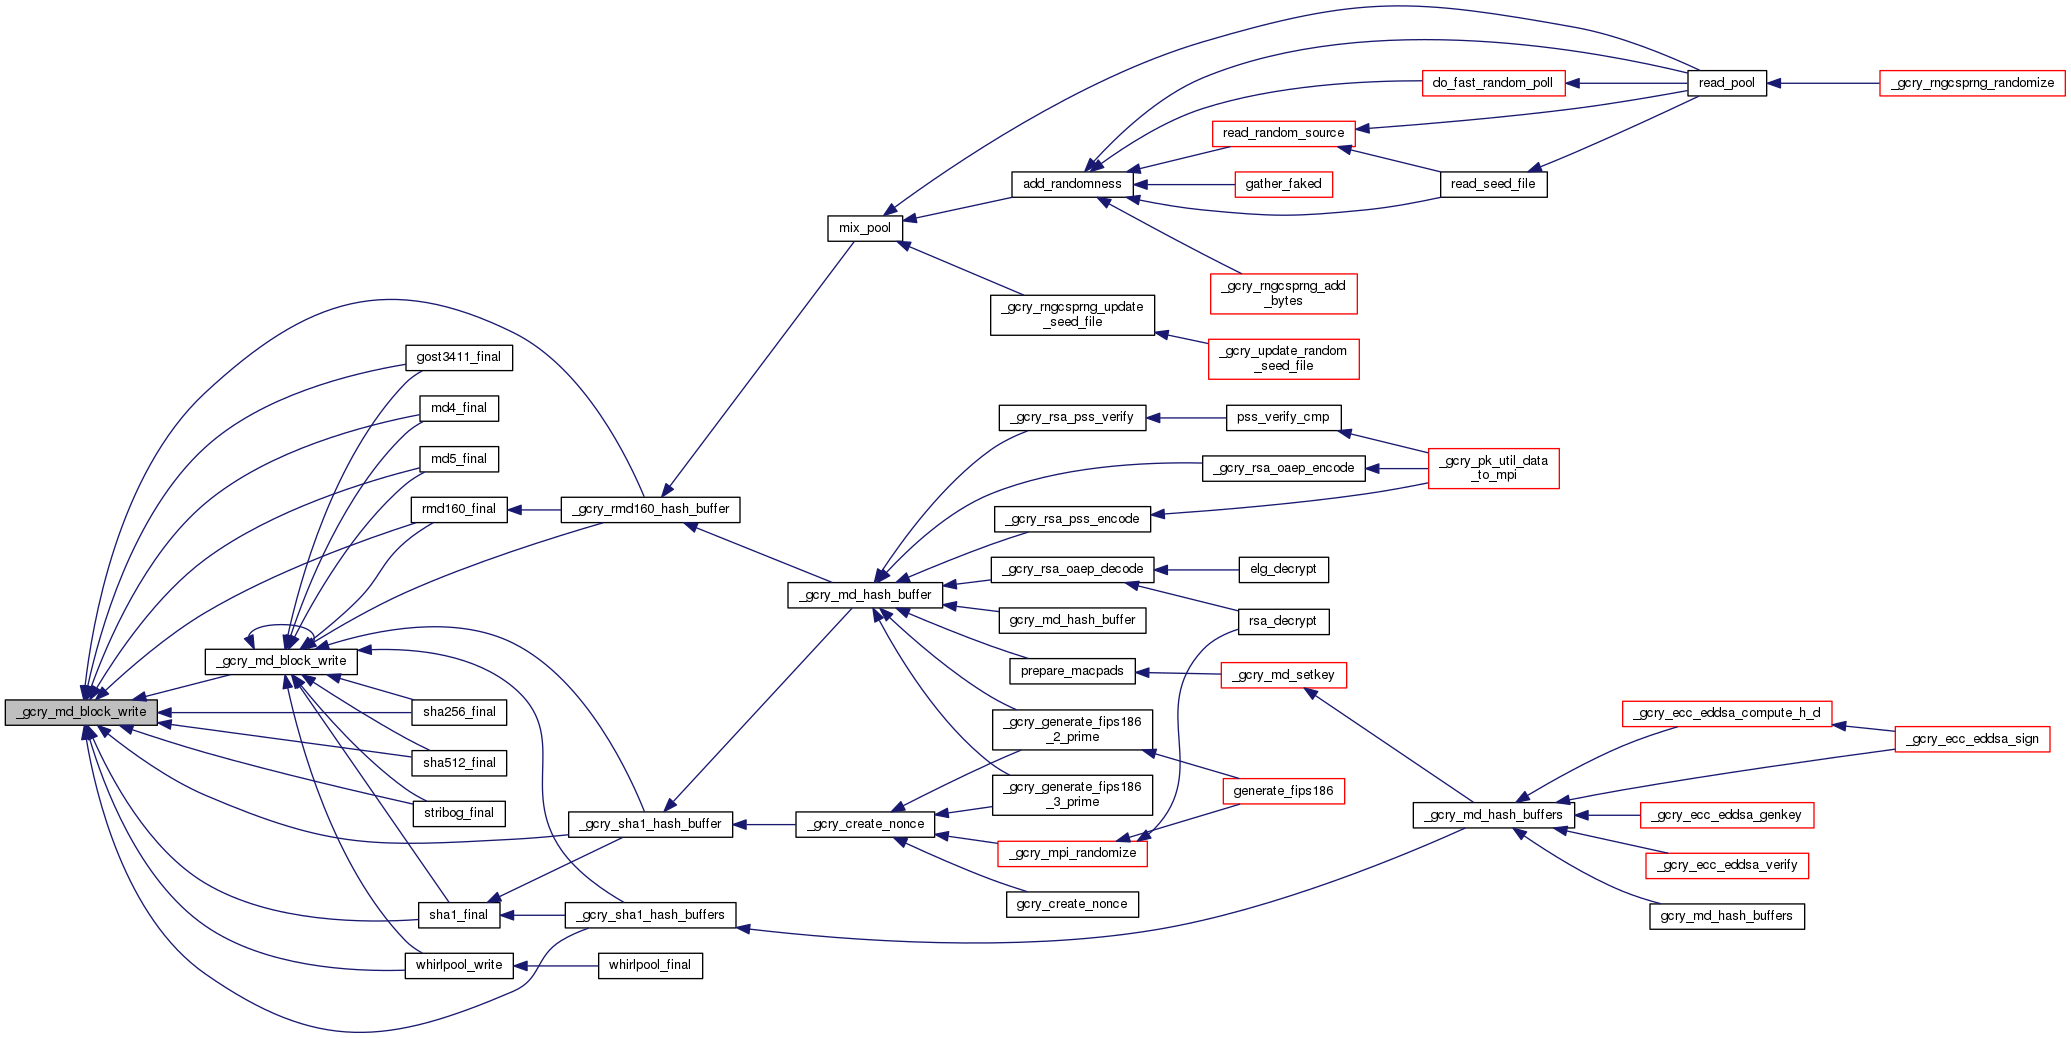 read_pool
_gcry_rngcsprng_randomize
do_fast_random_poll
read_random_source
add_randomness
gather_faked
read_seed_file
mix_pool
_gcry_rngcsprng_add
_bytes
_gcry_rngcsprng_update
_seed_file
_gcry_update_random
_seed_file
gost3411_final
md4_final
md5_final
rmd160_final
_gcry_rmd160_hash_buffer
_gcry_rsa_pss_verify
pss_verify_cmp
_gcry_rsa_oaep_encode
_gcry_pk_util_data
_to_mpi
_gcry_rsa_pss_encode
_gcry_rsa_oaep_decode
elg_decrypt
_gcry_md_hash_buffer
gcry_md_hash_buffer
rsa_decrypt
_gcry_md_block_write
prepare_macpads
_gcry_md_setkey
_gcry_md_block_write
sha256_final
_gcry_generate_fips186
_2_prime
_gcry_ecc_eddsa_compute_h_d
_gcry_ecc_eddsa_sign
sha512_final
_gcry_generate_fips186
_3_prime
generate_fips186
stribog_final
_gcry_sha1_hash_buffer
_gcry_create_nonce
_gcry_md_hash_buffers
_gcry_ecc_eddsa_genkey
_gcry_mpi_randomize
_gcry_ecc_eddsa_verify
gcry_create_nonce
sha1_final
_gcry_sha1_hash_buffers
gcry_md_hash_buffers
whirlpool_write
whirlpool_final